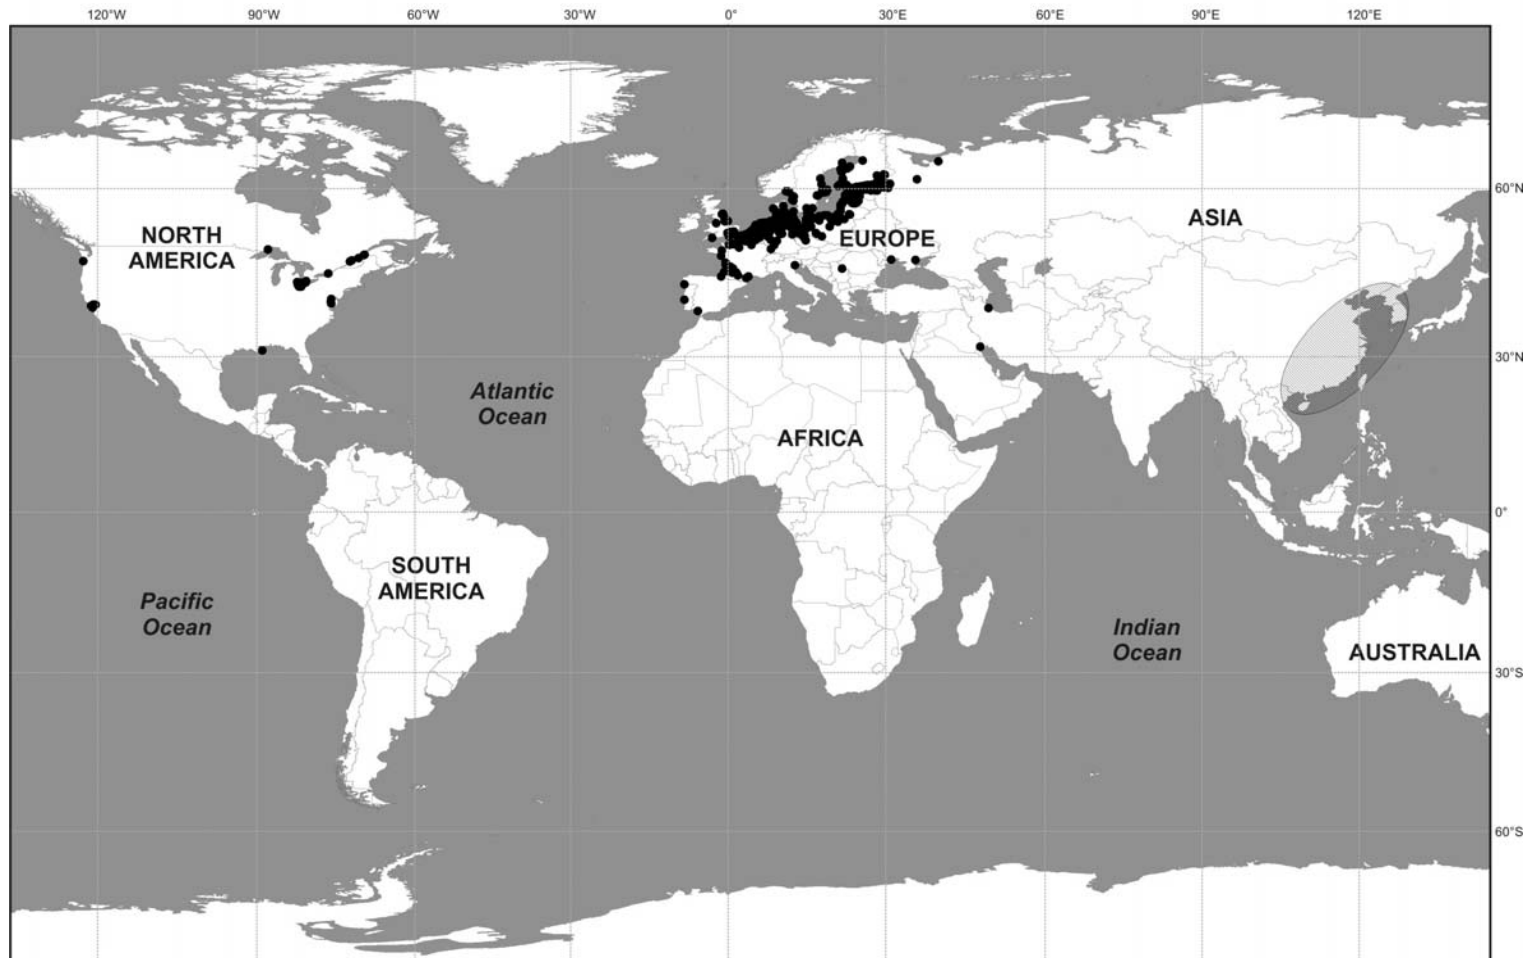 120°W 90°W 60°W 30°W 0° 30°E 60°E 90°E 120°E
60°N
ASIA
NORTH
AMERICA
EUROPE
30°N
Atlantic
Ocean
AFRICA
0°
SOUTH
AMERICA
Pacific
Ocean
Indian
Ocean
AUSTRALIA
30°S
60°S